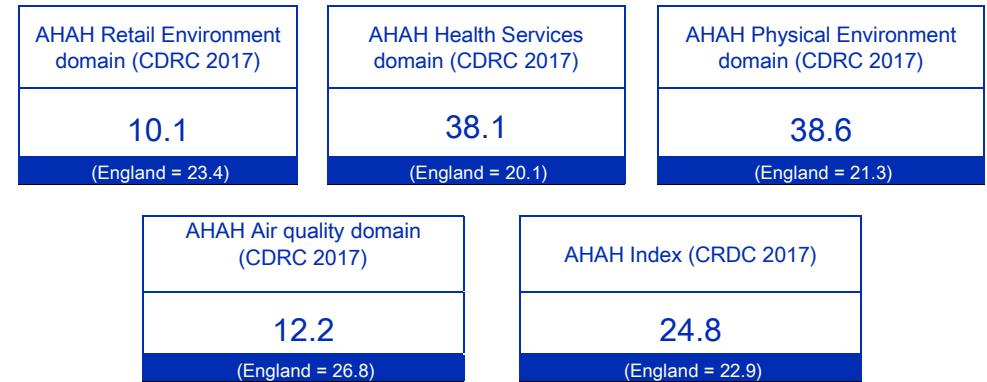 AHAH Retail Environment
domain (CDRC 2017)
10.1
(England = 23.4)
AHAH Health Services
domain (CDRC 2017)
38.1
(England = 20.1)
AHAH Physical Environment
domain (CDRC 2017)
38.6
(England = 21.3)
AHAH Air quality domain
(CDRC 2017)
12.2
(England = 26.8)
AHAH Index (CRDC 2017)
24.8
(England = 22.9)